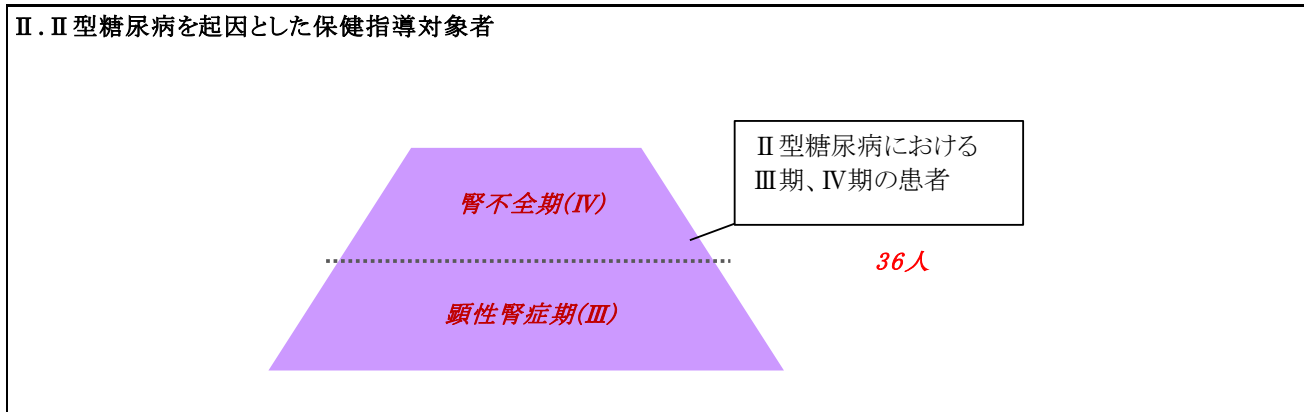 Ⅱ.Ⅱ型糖尿病を起因とした保健指導対象者
Ⅱ型糖尿病における
Ⅲ期、Ⅳ期の患者
腎不全期(Ⅳ)
36人
顕性腎症期(Ⅲ)